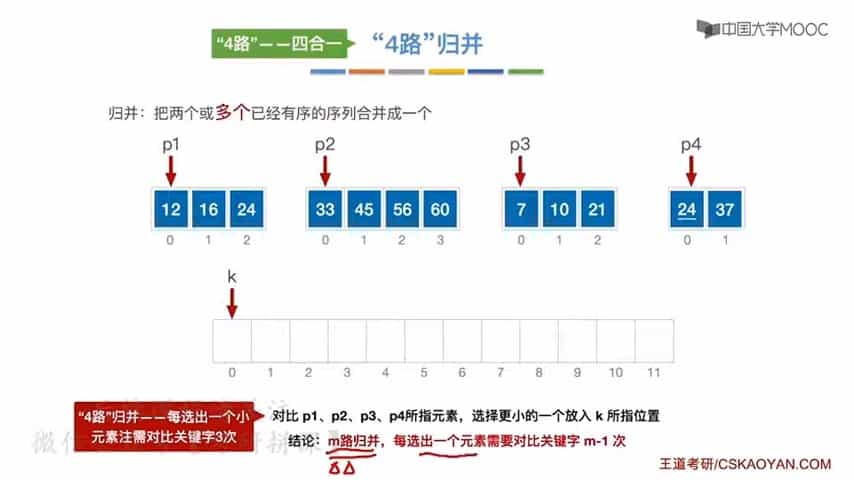 “4路”——四合一
“4路”归并
中国大学MOOC
归并：把两个或多个已经有序的序列合并成一个
p1
p2
p3
p4
12 16 24
33 45 56 60
7 10 21
24 37
0 1 2
0 1 2 3
0 1 2
0 1
k
0 1 2 3 4 5 6 7 8 9 10 11
“4路”归并——每选出一个小
元素注需对比关键字3次
对比 p1、p2、p3、p4所指元素，选择更小的一个放入 k 所指位置
结论：m路归并，每选出一个元素需要对比关键字 m-1 次
王道考研/CSKAOYAN.COM